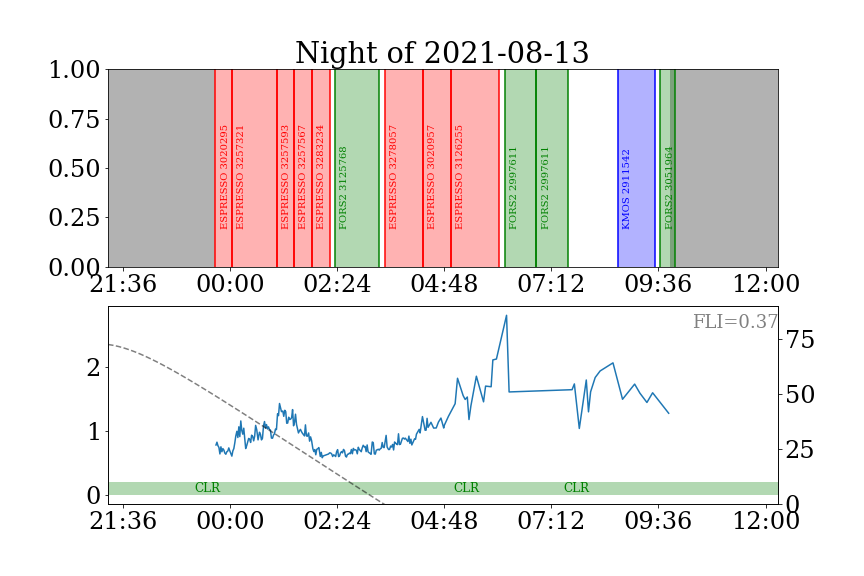 Night of 2021-08-13
1.00
0.75
0.50
0.25
0.00
ESPRESSO 3020295
ESPRESSO 3257321
ESPRESSO 3257593
ESPRESSO 3257567
ESPRESSO 3283234
FORS2 3125768
ESPRESSO 3278057
ESPRESSO 3020957
ESPRESSO 3126255
FORS2 2997611
FORS2 2997611
KMOS 2911542
FORS2 3051964
21:36 00:00 02:24 04:48 07:12 09:36 12:00
FLI=0.37
2
1
0
75
50
25
0
CLR CLR CLR
21:36 00:00 02:24 04:48 07:12 09:36 12:00